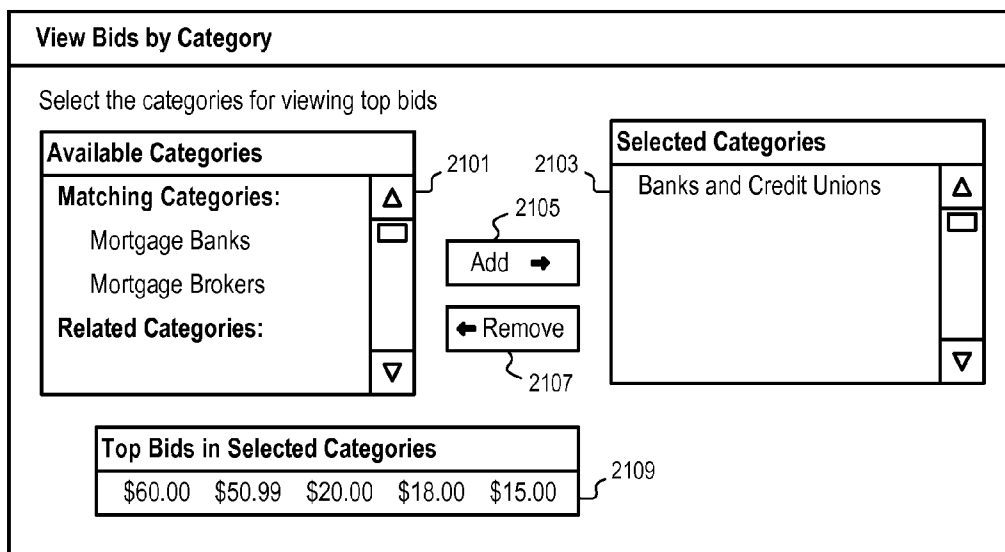 View Bids by Category
Select the categories for viewing top bids
Available Categories
Matching Categories:
Mortgage Banks
Mortgage Brokers
Related Categories:
2101
2103
2105
Add
Remove
2107
Selected Categories
Banks and Credit Unions
Top Bids in Selected Categories
$60.00 $50.99 $20.00 $18.00 $15.00
2109